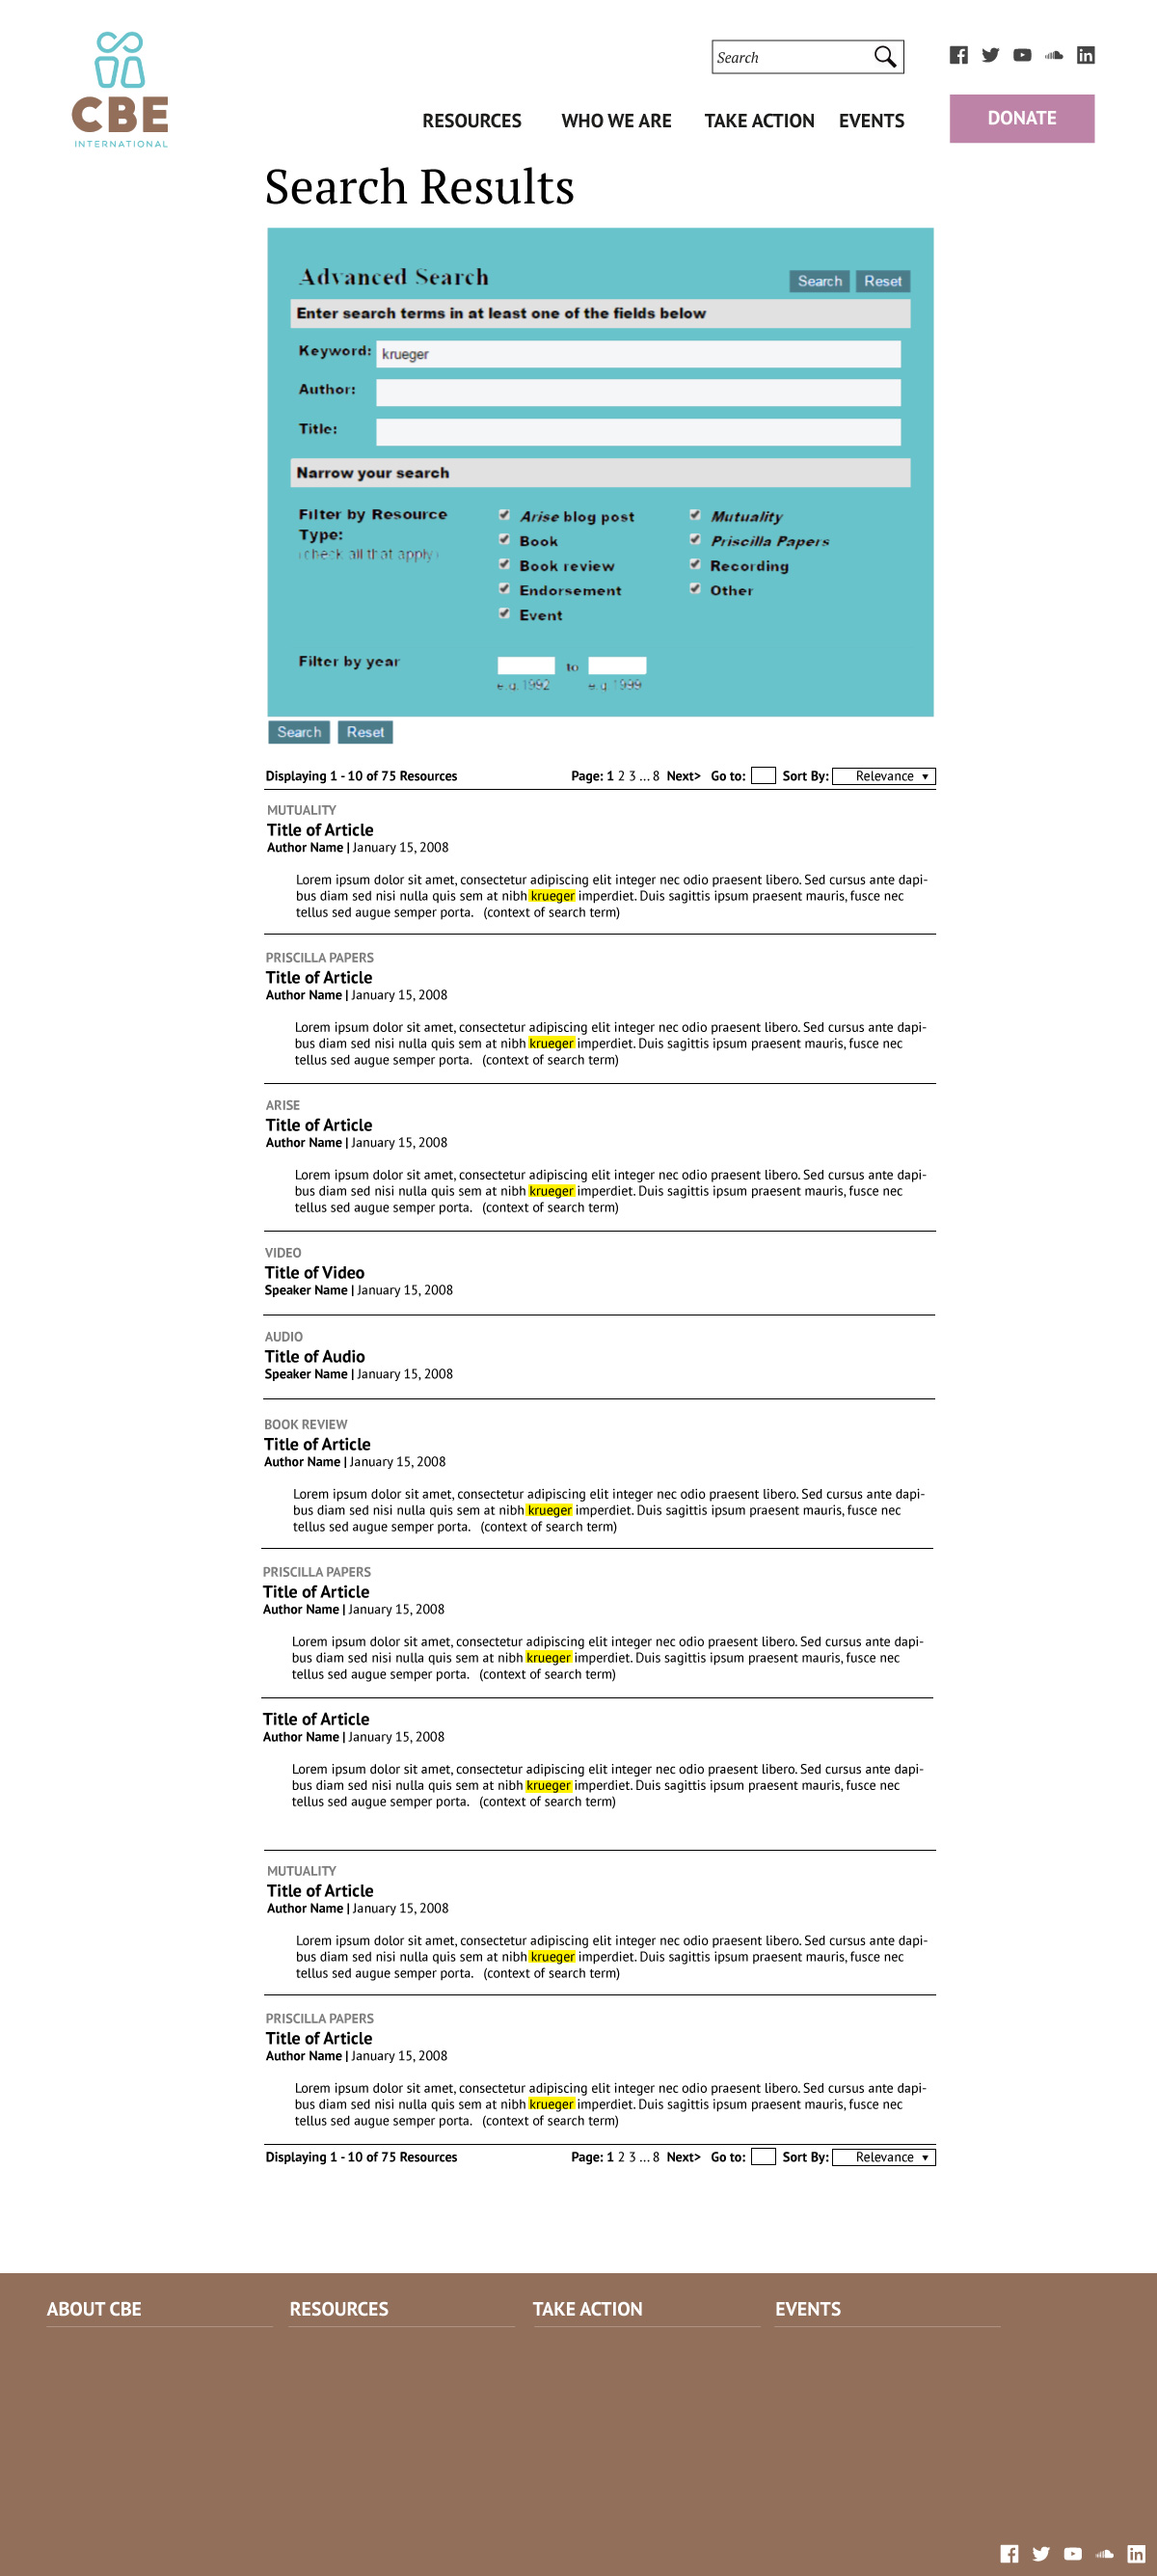 CBE
INTERNATIONAL
Search
RESOURCES WHO WE ARE TAKE ACTION EVENTS
DONATE
Search Results
Advanced Search
Search Reset
Enter search terms in at least one of the fields below
Keyword: krueger
Author:
Title:
Narrow your search
Filter by Resource Type:
(check all that apply)
Arise blog post
Book
Book review
Endorsement
Event
Mutuality
Priscilla Papers
Recording
Other
Filter by year
to
e.g. 1992 e.g. 1999
Search Reset
Displaying 1 - 10 of 75 Resources Page: 1 2 3 ... 8 Next> Go to: Sort By: Relevance ▾
MUTUALITY
Title of Article
Author Name | January 15, 2008
Lorem ipsum dolor sit amet, consectetur adipiscing elit integer nec odio praesent libero. Sed cursus ante dapi-
bus diam sed nisi nulla quis sem at nibh krueger imperdiet. Duis sagittis ipsum praesent mauris, fusce nec
tellus sed augue semper porta. (context of search term)
PRISCILLA PAPERS
Title of Article
Author Name | January 15, 2008
Lorem ipsum dolor sit amet, consectetur adipiscing elit integer nec odio praesent libero. Sed cursus ante dapi-
bus diam sed nisi nulla quis sem at nibh krueger imperdiet. Duis sagittis ipsum praesent mauris, fusce nec
tellus sed augue semper porta. (context of search term)
ARISE
Title of Article
Author Name | January 15, 2008
Lorem ipsum dolor sit amet, consectetur adipiscing elit integer nec odio praesent libero. Sed cursus ante dapi-
bus diam sed nisi nulla quis sem at nibh krueger imperdiet. Duis sagittis ipsum praesent mauris, fusce nec
tellus sed augue semper porta. (context of search term)
VIDEO
Title of Video
Speaker Name | January 15, 2008
AUDIO
Title of Audio
Speaker Name | January 15, 2008
BOOK REVIEW
Title of Article
Author Name | January 15, 2008
Lorem ipsum dolor sit amet, consectetur adipiscing elit integer nec odio praesent libero. Sed cursus ante dapi-
bus diam sed nisi nulla quis sem at nibh krueger imperdiet. Duis sagittis ipsum praesent mauris, fusce nec
tellus sed augue semper porta. (context of search term)
PRISCILLA PAPERS
Title of Article
Author Name | January 15, 2008
Lorem ipsum dolor sit amet, consectetur adipiscing elit integer nec odio praesent libero. Sed cursus ante dapi-
bus diam sed nisi nulla quis sem at nibh krueger imperdiet. Duis sagittis ipsum praesent mauris, fusce nec
tellus sed augue semper porta. (context of search term)
Title of Article
Author Name | January 15, 2008
Lorem ipsum dolor sit amet, consectetur adipiscing elit integer nec odio praesent libero. Sed cursus ante dapi-
bus diam sed nisi nulla quis sem at nibh krueger imperdiet. Duis sagittis ipsum praesent mauris, fusce nec
tellus sed augue semper porta. (context of search term)
MUTUALITY
Title of Article
Author Name | January 15, 2008
Lorem ipsum dolor sit amet, consectetur adipiscing elit integer nec odio praesent libero. Sed cursus ante dapi-
bus diam sed nisi nulla quis sem at nibh krueger imperdiet. Duis sagittis ipsum praesent mauris, fusce nec
tellus sed augue semper porta. (context of search term)
PRISCILLA PAPERS
Title of Article
Author Name | January 15, 2008
Lorem ipsum dolor sit amet, consectetur adipiscing elit integer nec odio praesent libero. Sed cursus ante dapi-
bus diam sed nisi nulla quis sem at nibh krueger imperdiet. Duis sagittis ipsum praesent mauris, fusce nec
tellus sed augue semper porta. (context of search term)
Displaying 1 - 10 of 75 Resources Page: 1 2 3 ... 8 Next> Go to: Sort By: Relevance ▾
ABOUT CBE RESOURCES TAKE ACTION EVENTS